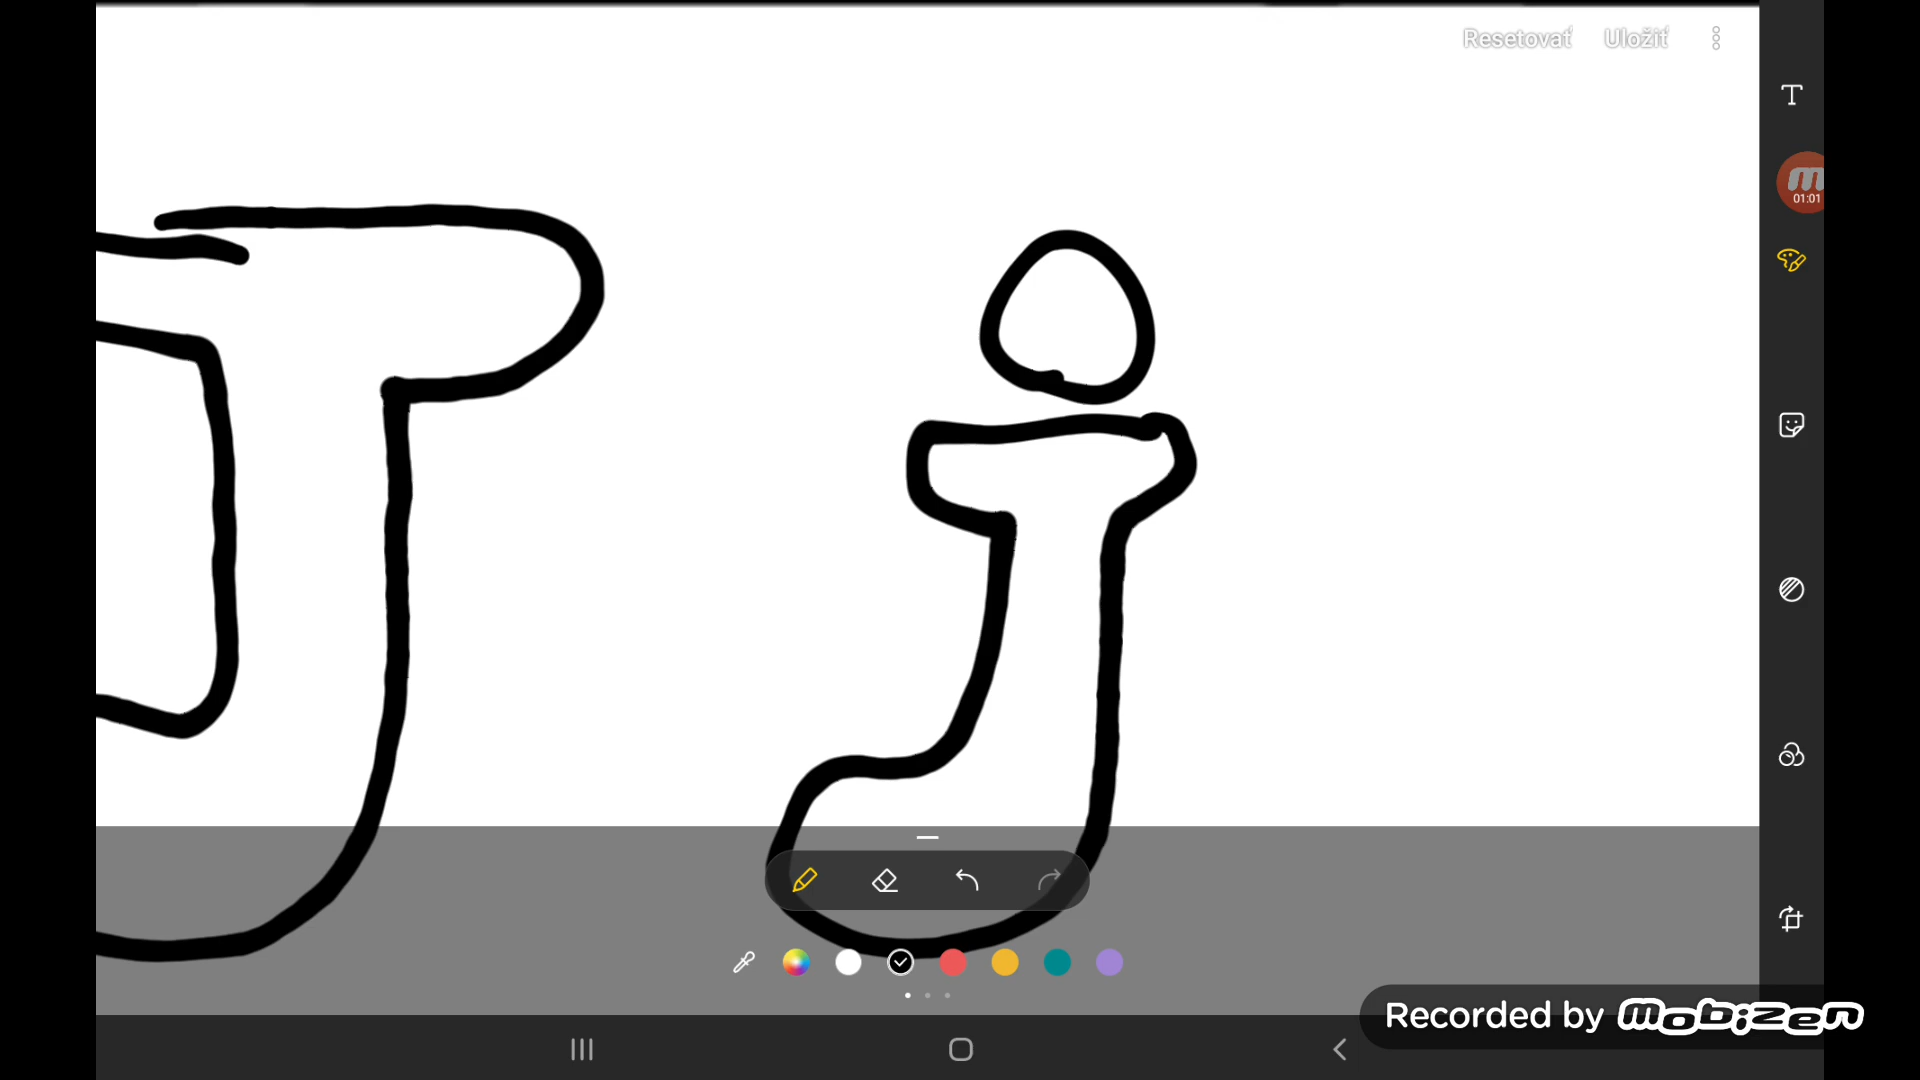 Resetovať Uložiť
T
01:01
J j
Recorded by mobizen